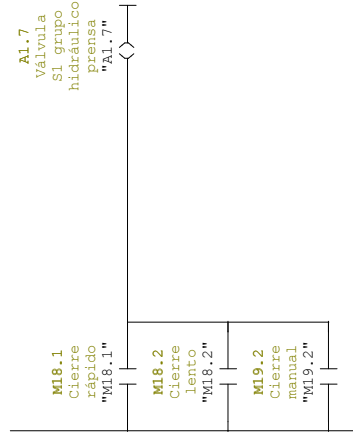 M18.1
Cierre
rápido
"M18.1"
A1.7
Válvula
S1 grupo
hidráulico
prensa
"A1.7"
M18.2
Cierre
lento
"M18.2"
M19.2
Cierre
manual
"M19.2"